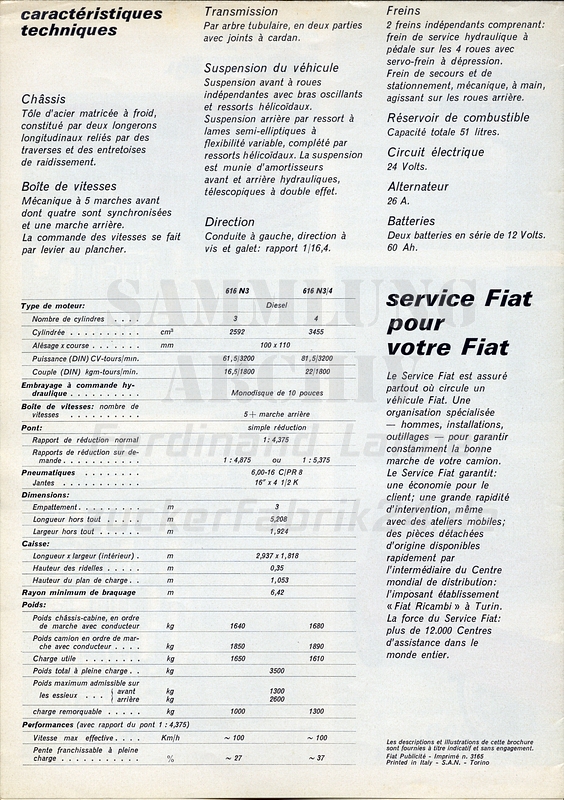 caractéristiques
techniques
Châssis
Tôle d'acier matricée à froid,
constitué par deux longerons
longitudinaux reliés par des
traverses et des entretoises
de raidissement.
Boîte de vitesses
Mécanique à 5 marches avant
dont quatre sont synchronisées
et une marche arrière.
La commande des vitesses se fait
par levier au plancher.
Transmission
Par arbre tubulaire, en deux parties
avec joints à cardan.
Suspension du véhicule
Suspension avant à roues
indépendantes avec bras oscillants
et ressorts hélicoïdaux.
Suspension arrière par ressort à
lames semi-elliptiques à
flexibilité variable, complété par
ressorts hélicoïdaux. La suspension
est munie d'amortisseurs
avant et arrière hydrauliques,
télescopiques à double effet.
Direction
Conduite à gauche, direction à
vis et galet: rapport 1/16,4.
Freins
2 freins indépendants comprenant:
frein de service hydraulique à
pédale sur les 4 roues avec
servo-frein à dépression.
Frein de secours et de
stationnement, mécanique, à main,
agissant sur les roues arrière.
Réservoir de combustible
Capacité totale 51 litres.
Circuit électrique
24 Volts.
Alternateur
26 A.
Batteries
Deux batteries en série de 12 Volts.
60 Ah.
616 N3 616 N3/4
Type de moteur: Diesel
Nombre de cylindres . . . . 3 4
Cylindrée . . . . . . . . . . cm³ 2592 3455
Alésage x course . . . . . . . mm 100 x 110
Puissance (DIN) CV-tours/min. 61,5/3200 81,5/3200
Couple (DIN) kgm-tours/min. 16,5/1800 22/1800
Embrayage à commande hy-
draulique . . . . . . . . . . Monodisque de 10 pouces
Boîte de vitesses: nombre de
vitesses . . . . . . . . . . 5 + marche arrière
Pont: simple réduction
Rapport de réduction normal 1 : 4,375
Rapports de réduction sur de-
mande . . . . . . . . . . . 1 : 4,875 ou 1 : 5,375
Pneumatiques . . . . . . . . 6,00-16 C/PR 8
Jantes . . . . . . . . . . . 16" x 4 1/2 K
Dimensions:
Empattement . . . . . . . . . m 3
Longueur hors tout . . . . . m 5,208
Largeur hors tout . . . . . . m 1,924
Caisse:
Longueur x largeur (intérieur) . m 2,937 x 1,818
Hauteur des ridelles . . . . . m 0,35
Hauteur du plan de charge . . m 1,053
Rayon minimum de braquage m 6,42
Poids:
Poids châssis-cabine, en ordre
de marche avec conducteur kg 1640 1680
Poids camion en ordre de mar-
che avec conducteur . . . . kg 1850 1890
Charge utile . . . . . . . . kg 1650 1610
Poids total à pleine charge . . kg 3500
Poids maximum admissible sur
les essieux . . . { avant kg 1300
arrière kg 2600
charge remorquable . . . . . kg 1000 1300
Performances (avec rapport du pont 1 : 4,375)
Vitesse max effective . . . . Km/h ~ 100 ~ 100
Pente franchissable à pleine
charge . . . . . . . . . . . % ~ 27 ~ 37
service Fiat
pour
votre Fiat
Le Service Fiat est assuré
partout où circule un
véhicule Fiat. Une
organisation spécialisée
— hommes, installations,
outillages — pour garantir
constamment la bonne
marche de votre camion.
Le Service Fiat garantit:
une économie pour le
client; une grande rapidité
d'intervention, même
avec des ateliers mobiles;
des pièces détachées
d'origine disponibles
rapidement par
l'intermédiaire du Centre
mondial de distribution:
l'imposant établissement
« Fiat Ricambi » à Turin.
La force du Service Fiat:
plus de 12.000 Centres
d'assistance dans le
monde entier.
Les descriptions et illustrations de cette brochure
sont fournies à titre indicatif et sans engagement.
Fiat Publicité - Imprimé n. 3165
Printed in Italy - S.A.N. - Torino
SAMMLUNG
ARCHIV
Ferdinand